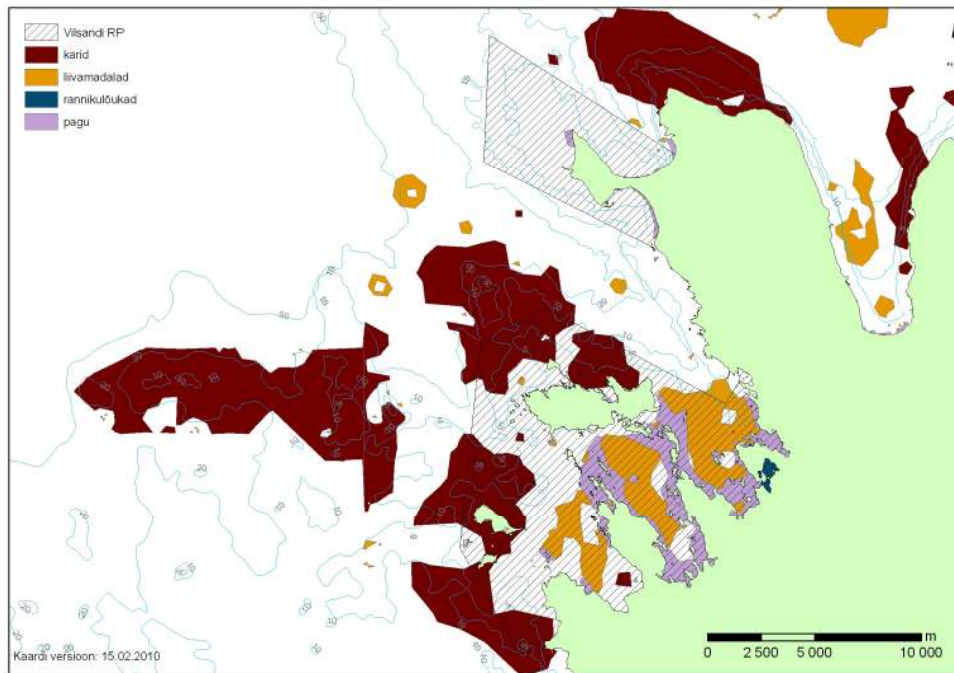 Vilsandi RP
karid
liivamadalad
rannikulõukad
pagu
Kaardi versioon: 15.02.2010
m
0 2 500 5 000 10 000